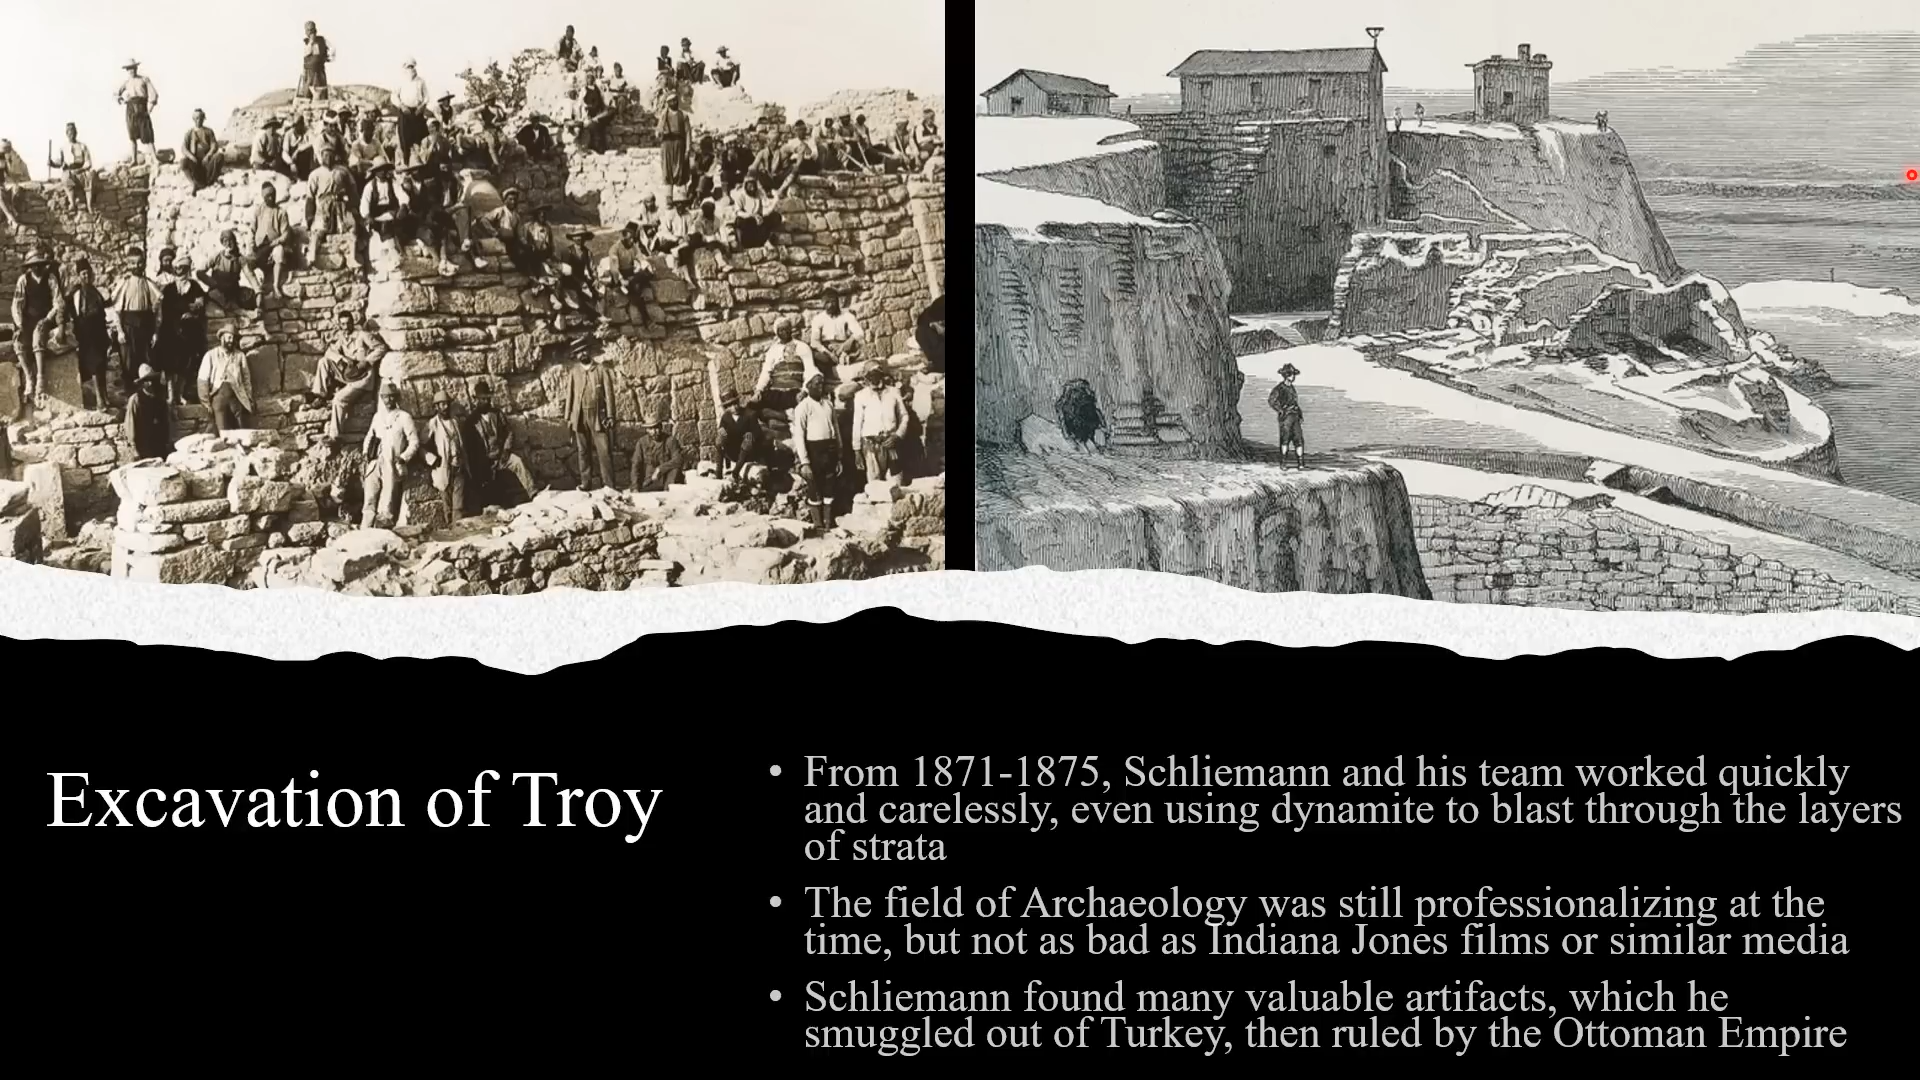 Excavation of Troy
• From 1871-1875, Schliemann and his team worked quickly
and carelessly, even using dynamite to blast through the layers
of strata
• The field of Archaeology was still professionalizing at the
time, but not as bad as Indiana Jones films or similar media
• Schliemann found many valuable artifacts, which he
smuggled out of Turkey, then ruled by the Ottoman Empire